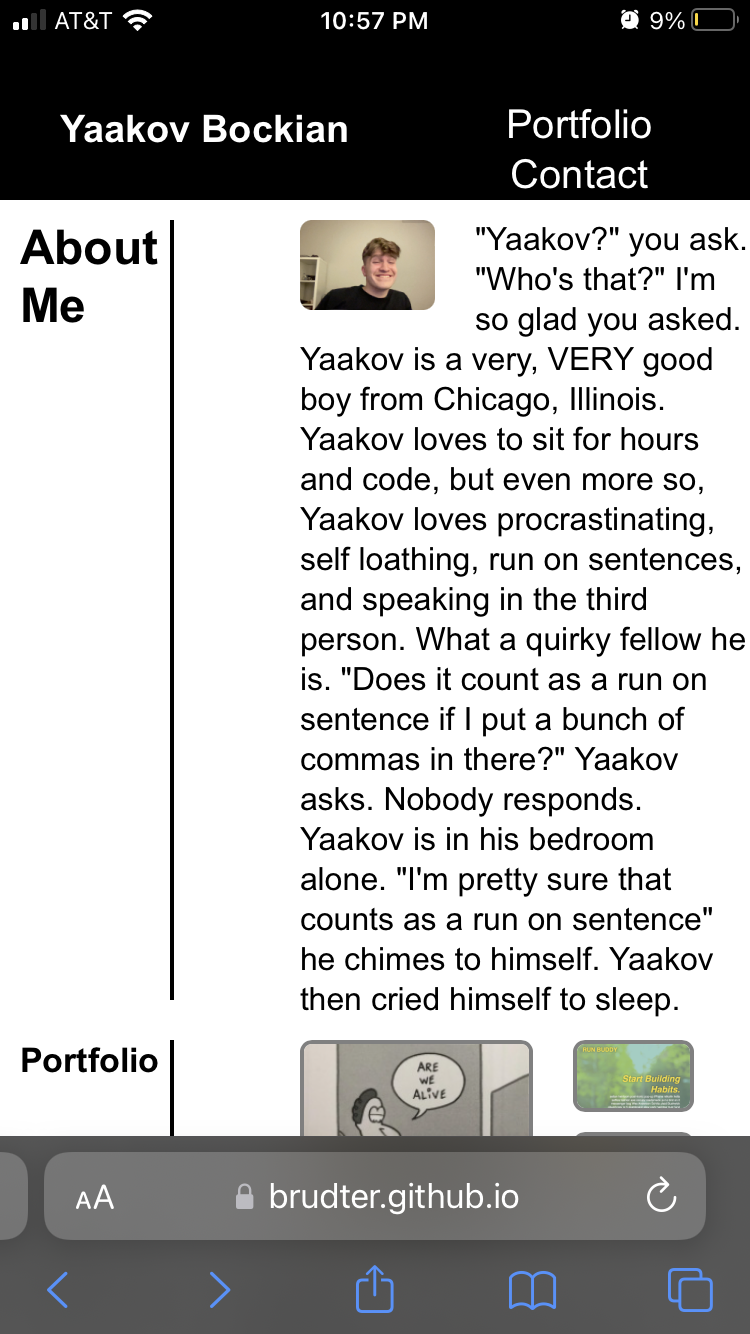 AT&T
10:57 PM
9%
Yaakov Bockian
Portfolio
Contact
About
Me
"Yaakov?" you ask.
"Who's that?" I'm
so glad you asked.
Yaakov is a very, VERY good
boy from Chicago, Illinois.
Yaakov loves to sit for hours
and code, but even more so,
Yaakov loves procrastinating,
self loathing, run on sentences,
and speaking in the third
person. What a quirky fellow he
is. "Does it count as a run on
sentence if I put a bunch of
commas in there?" Yaakov
asks. Nobody responds.
Yaakov is in his bedroom
alone. "I'm pretty sure that
counts as a run on sentence"
he chimes to himself. Yaakov
then cried himself to sleep.
Portfolio
ARE
WE
ALiVE
RUN BUDDY
Start Building
Habits.
AA
brudter.github.io